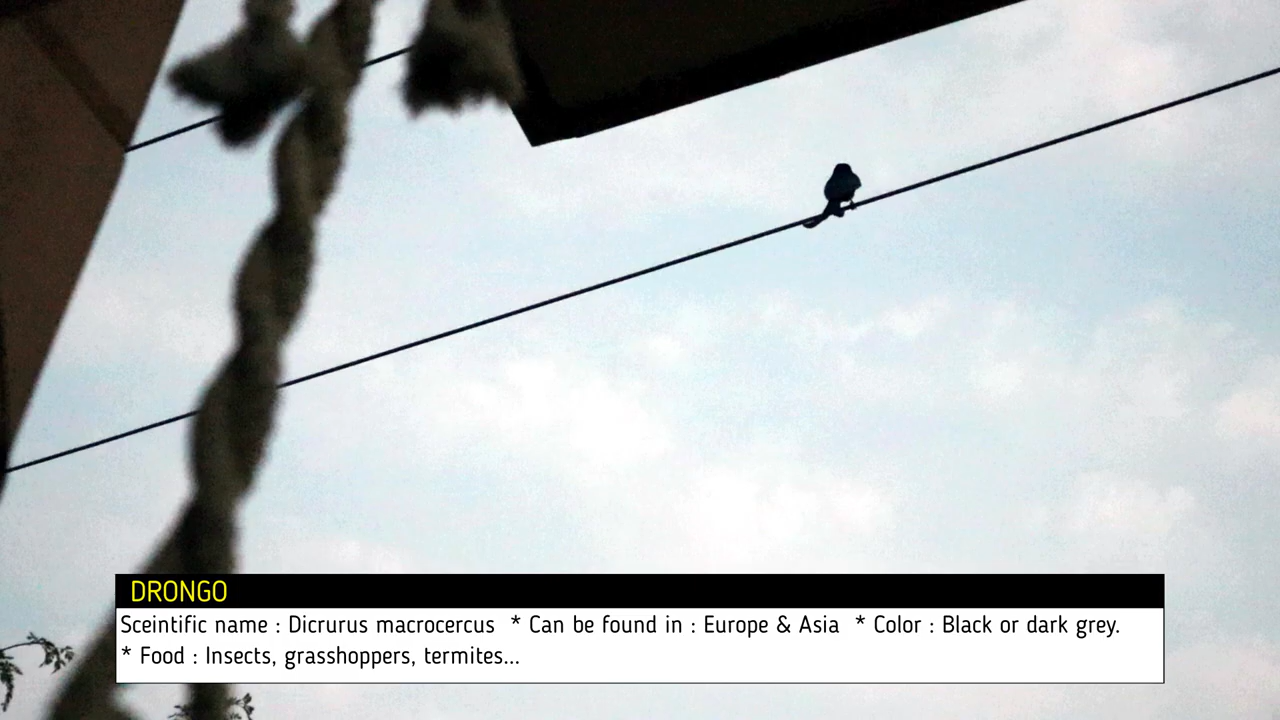 DRONGO
Sceintific name : Dicrurus macrocercus * Can be found in : Europe & Asia * Color : Black or dark grey.
* Food : Insects, grasshoppers, termites...